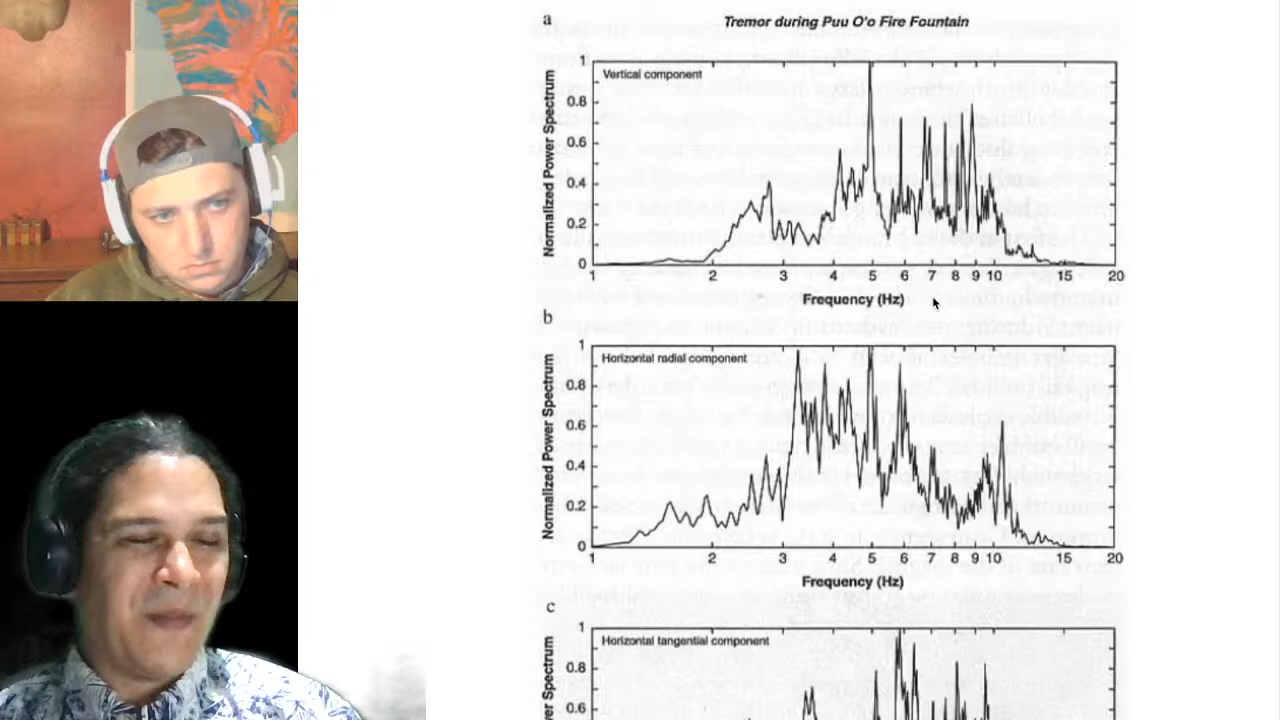 a
Tremor during Puu O'o Fire Fountain
Vertical component
Normalized Power Spectrum
1
0.8
0.6
0.4
0.2
0
1 2 3 4 5 6 7 8 9 10 15 20
Frequency (Hz)
b
Horizontal radial component
Normalized Power Spectrum
1
0.8
0.6
0.4
0.2
0
1 2 3 4 5 6 7 8 9 10 15 20
Frequency (Hz)
c
Horizontal tangential component
Spectrum
1
0.8
0.6